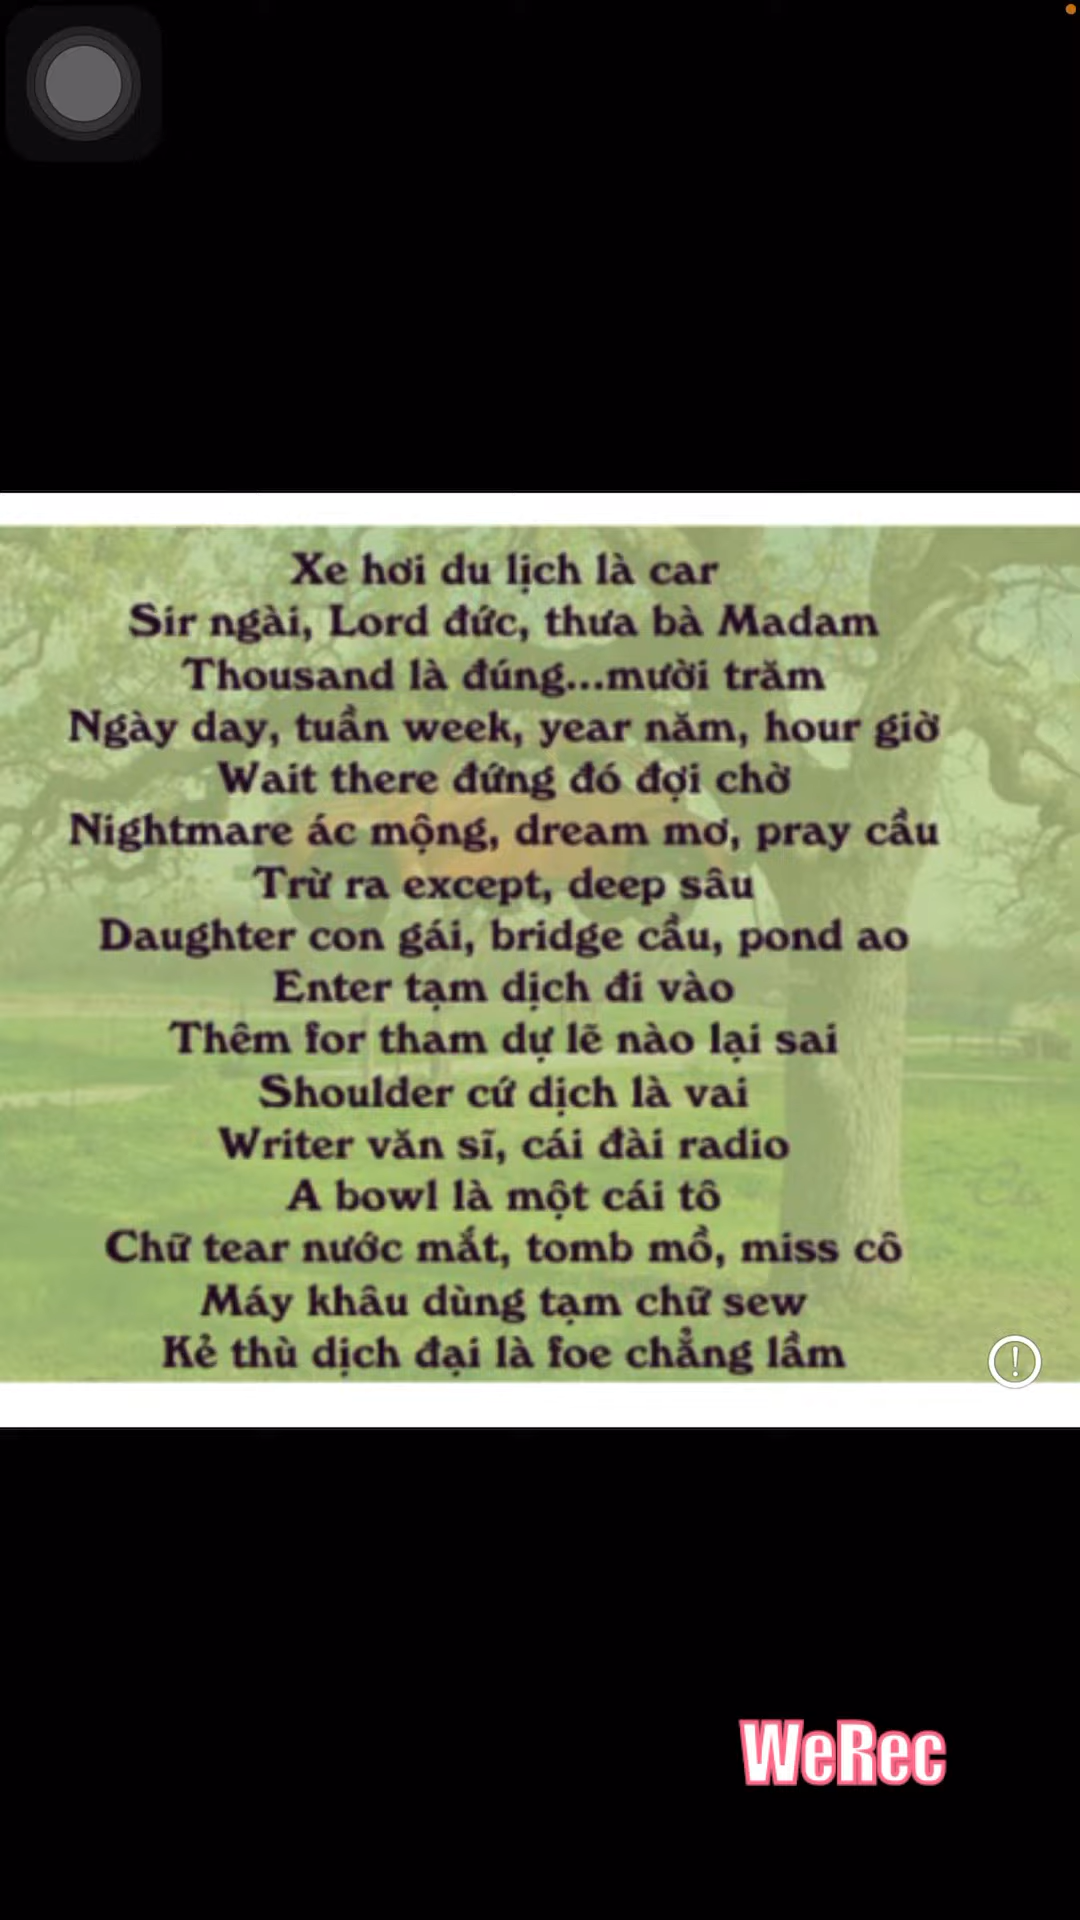 Xe hơi du lịch là car
Sir ngài, Lord đức, thưa bà Madam
Thousand là đúng...mười trăm
Ngày day, tuần week, year năm, hour giờ
Wait there đứng đó đợi chờ
Nightmare ác mộng, dream mơ, pray cầu
Trừ ra except, deep sâu
Daughter con gái, bridge cầu, pond ao
Enter tạm dịch đi vào
Thêm for tham dự lẽ nào lại sai
Shoulder cứ dịch là vai
Writer văn sĩ, cái đài radio
A bowl là một cái tô
Chữ tear nước mắt, tomb mồ, miss cô
Máy khâu dùng tạm chữ sew
Kẻ thù dịch đại là foe chẳng lầm
WeRec